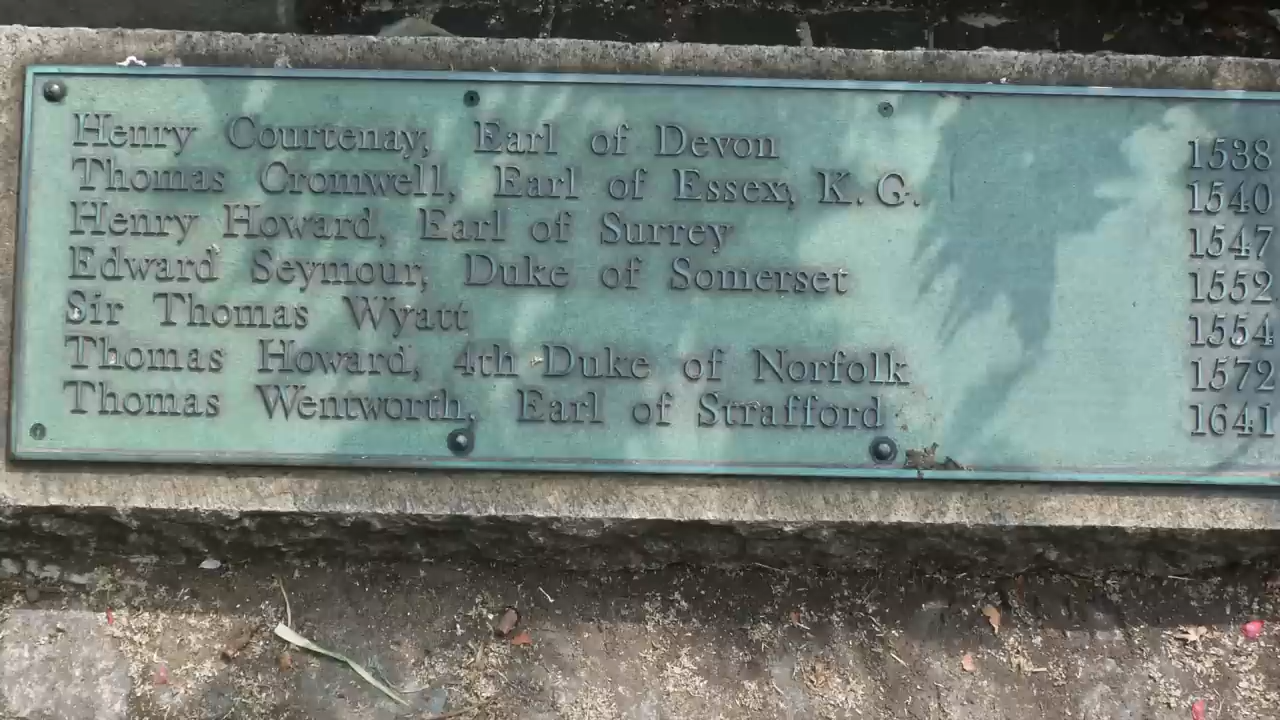 Henry Courtenay, Earl of Devon 1538
Thomas Cromwell, Earl of Essex, K.G. 1540
Henry Howard, Earl of Surrey 1547
Edward Seymour, Duke of Somerset 1552
Sir Thomas Wyatt 1554
Thomas Howard, 4th Duke of Norfolk 1572
Thomas Wentworth, Earl of Strafford 1641